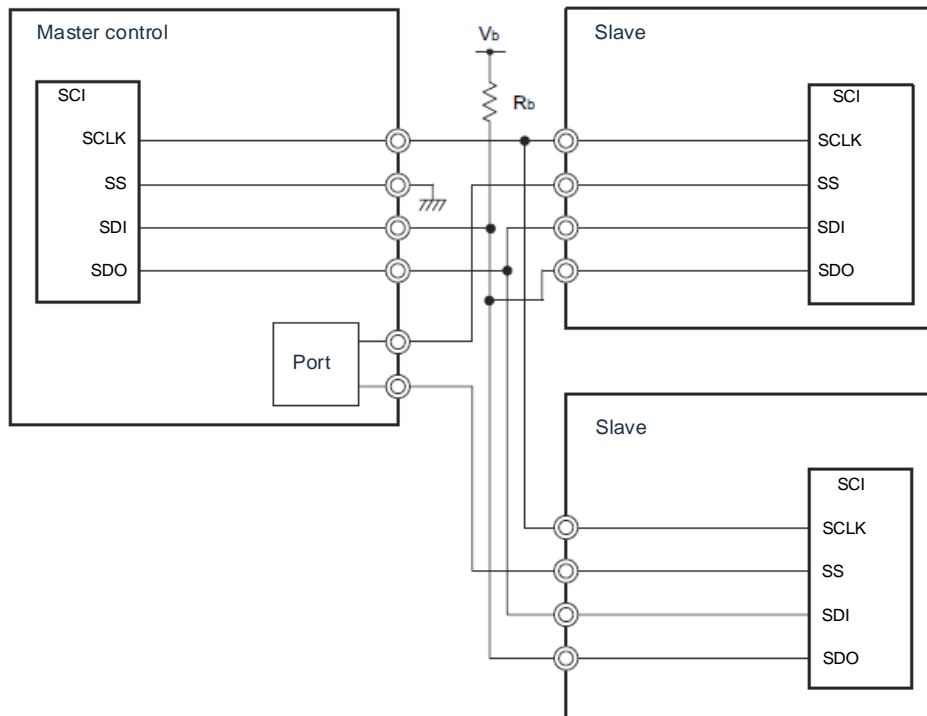 Master control
SCI
SCLK
SS
SDI
SDO
Port
Vb
Rb
Slave
SCI
SCLK
SS
SDI
SDO
Slave
SCI
SCLK
SS
SDI
SDO